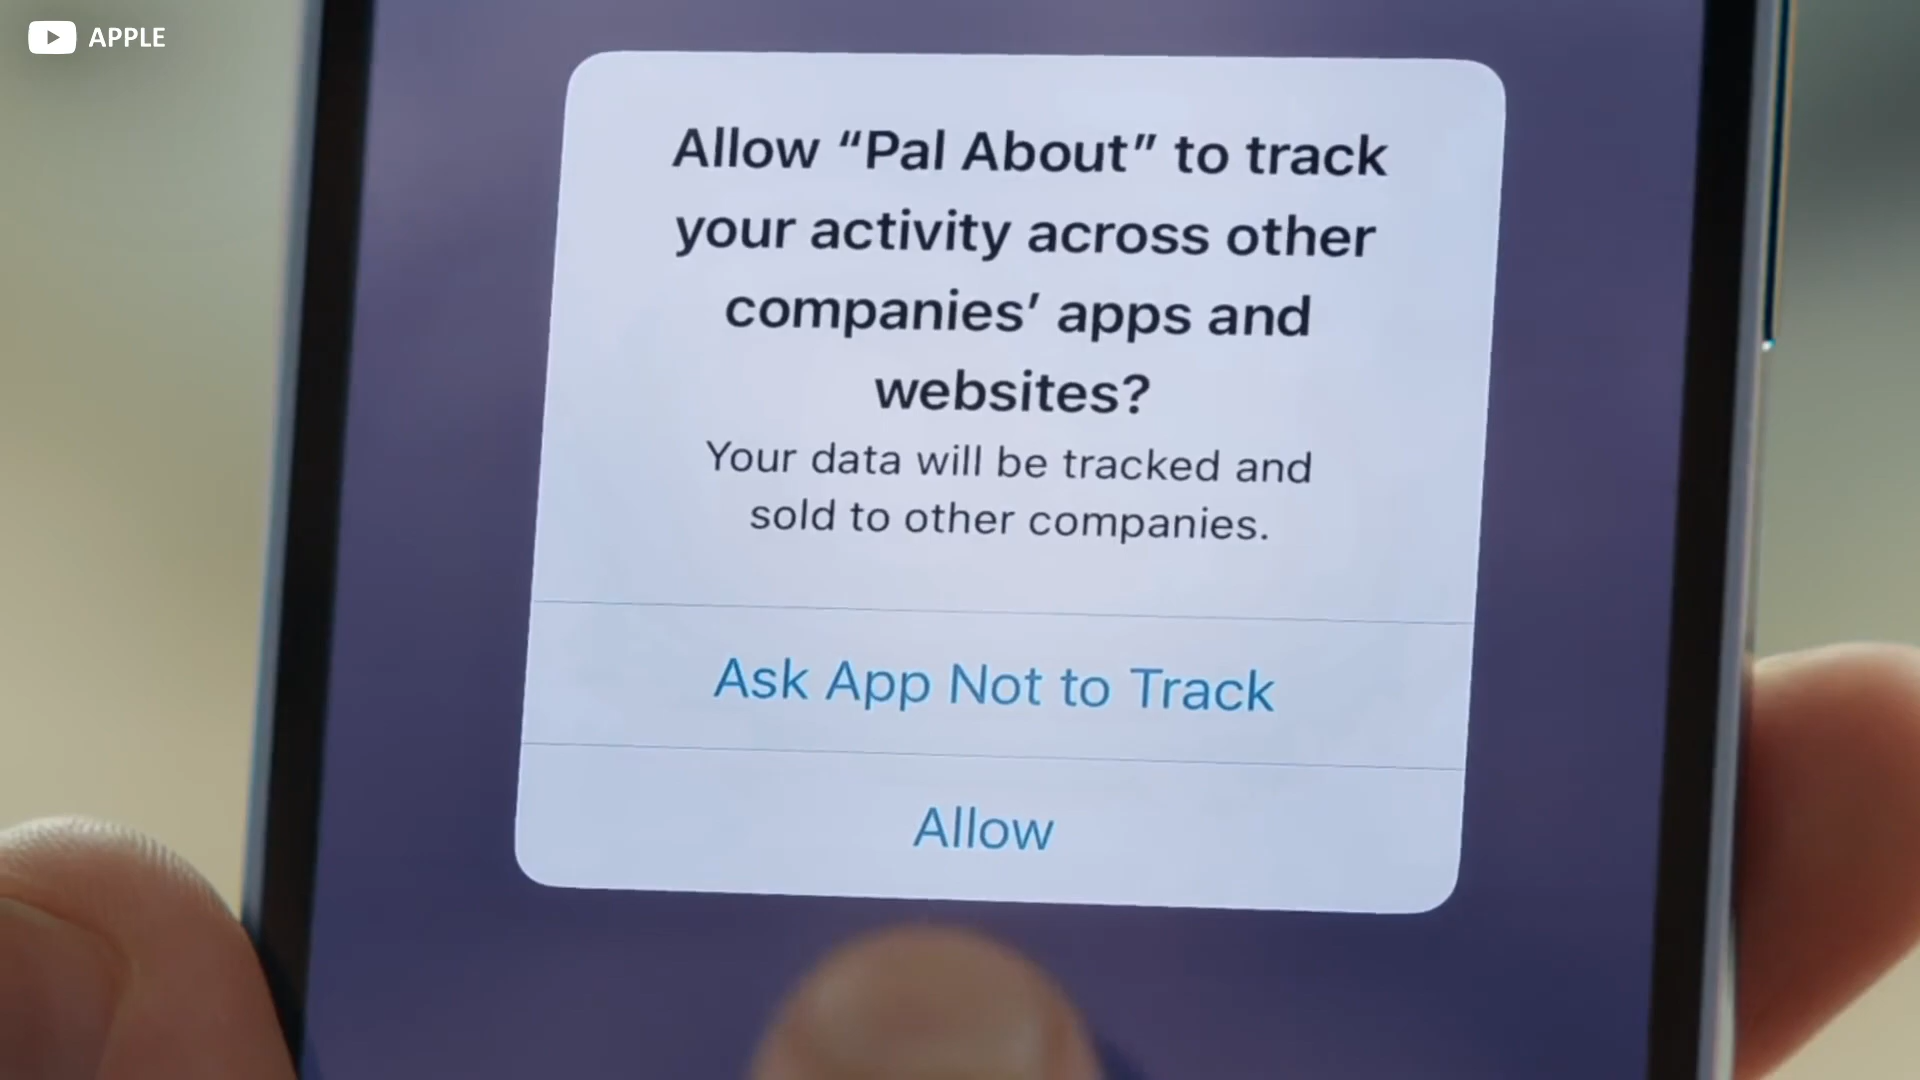 APPLE
Allow “Pal About” to track
your activity across other
companies’ apps and
websites?
Your data will be tracked and
sold to other companies.
Ask App Not to Track
Allow